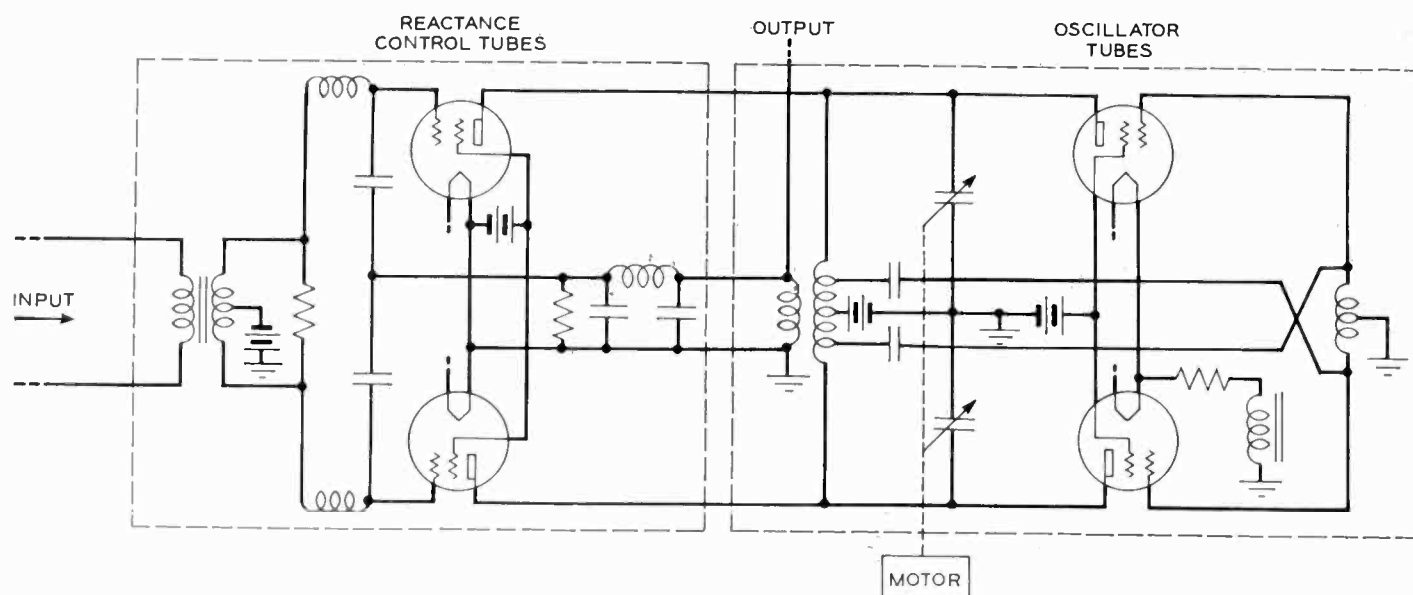 REACTANCE
CONTROL TUBES
OUTPUT
OSCILLATOR
TUBES
INPUT
MOTOR